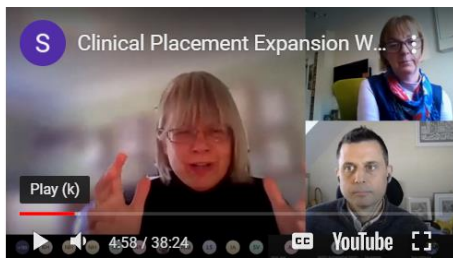 S
Clinical Placement Expansion W...
Play (k)
4:58 / 38:24
CC
YouTube